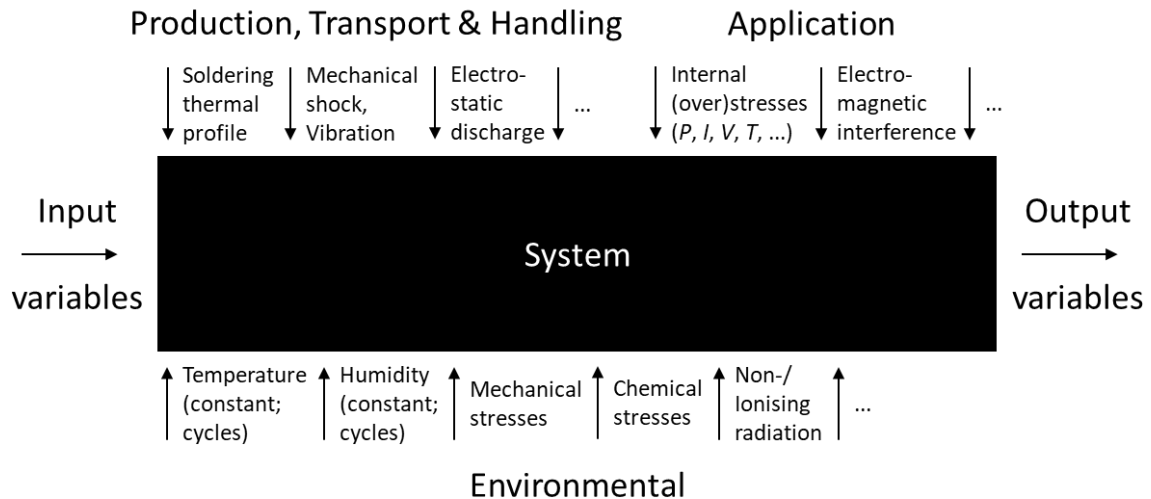 Production, Transport & Handling
Application
Soldering
thermal
profile
Mechanical
shock,
Vibration
Electro-
static
discharge
...
Internal
(over)stresses
(P, I, V, T, ...)
Electro-
magnetic
interference
...
Input
variables
System
Output
variables
Temperature
(constant;
cycles)
Humidity
(constant;
cycles)
Mechanical
stresses
Chemical
stresses
Non-/
Ionising
radiation
...
Environmental